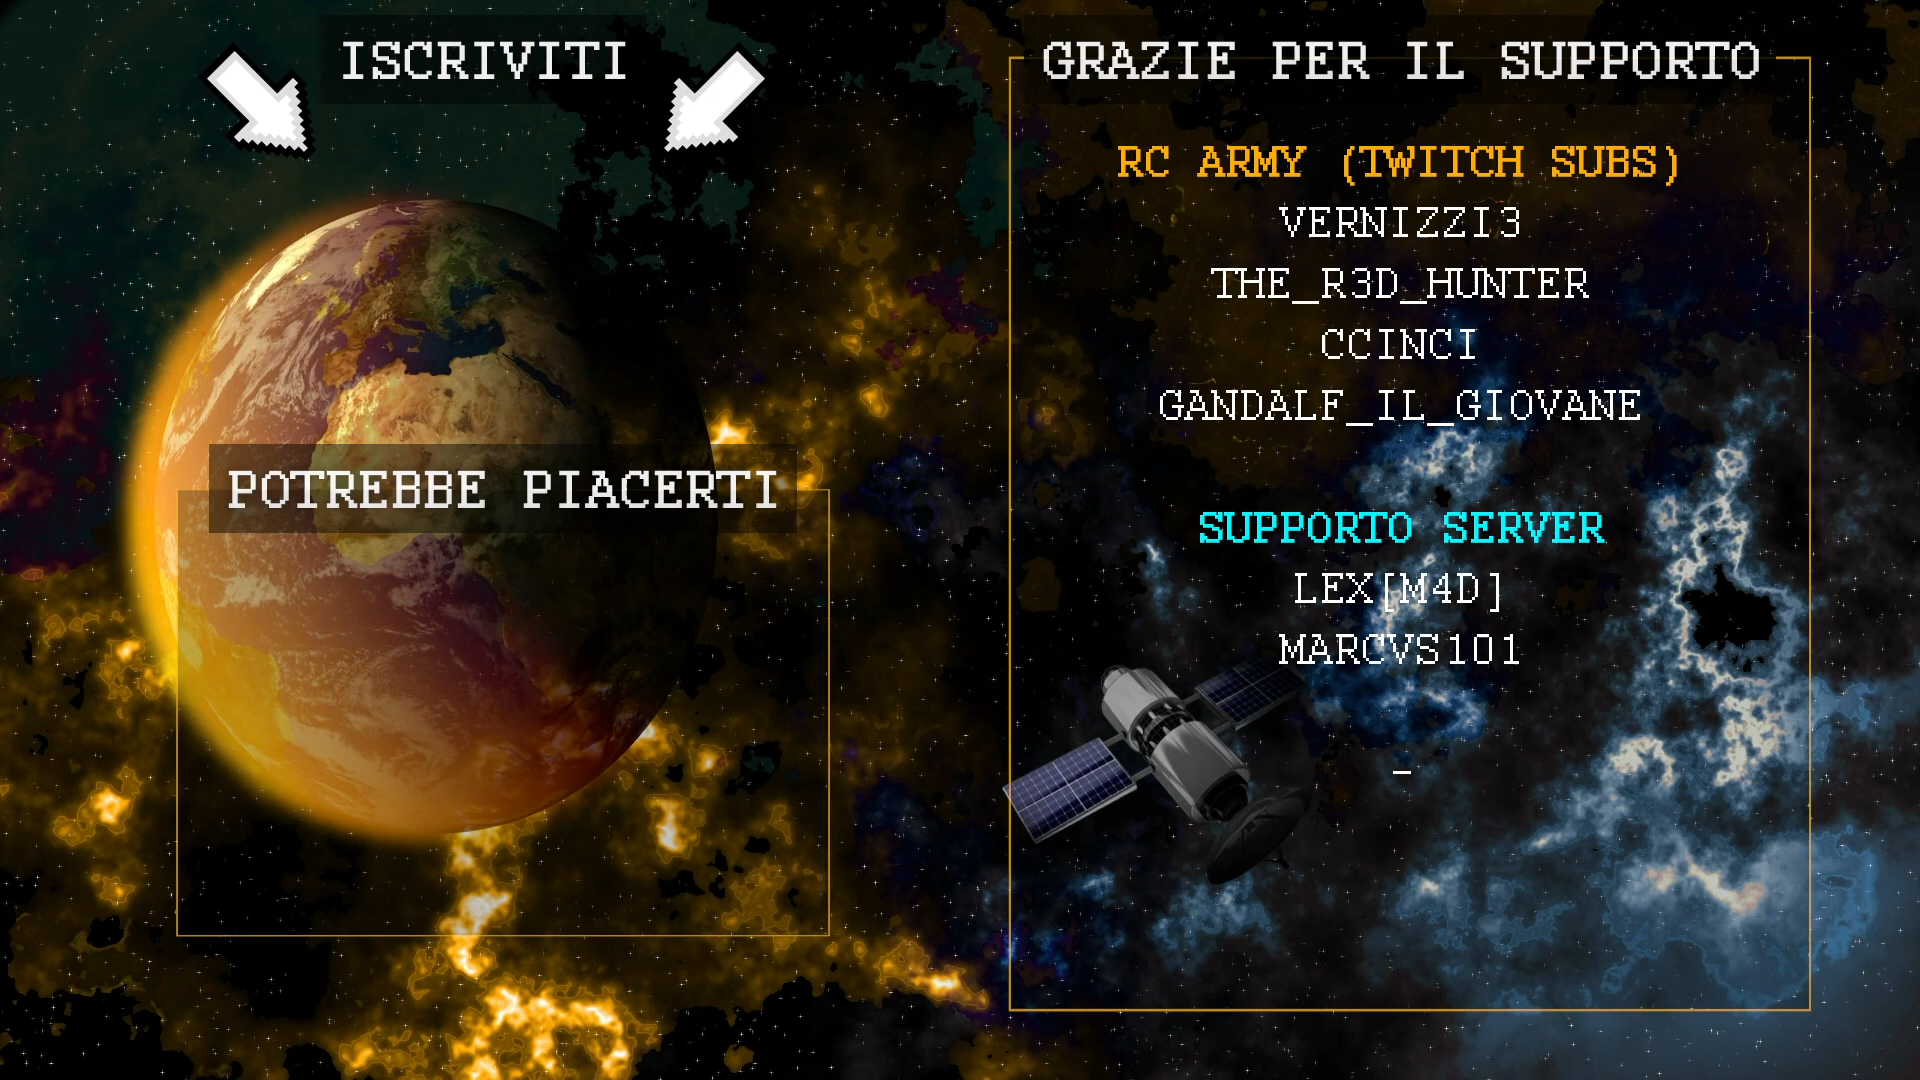 ISCRIVITI
POTREBBE PIACERTI
GRAZIE PER IL SUPPORTO
RC ARMY (TWITCH SUBS)
VERNIZZI3
THE_R3D_HUNTER
CCINCI
GANDALF_IL_GIOVANE
SUPPORTO SERVER
LEX[M4D]
MARCVS101
_